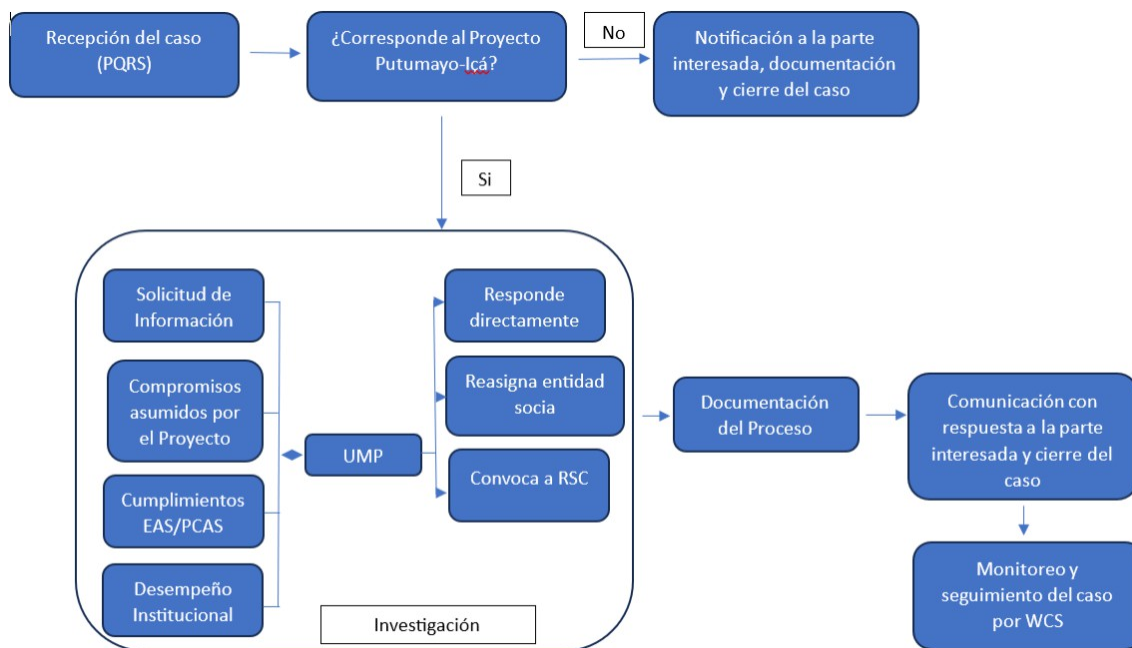 Recepción del caso
(PQRS)
¿Corresponde al Proyecto
Putumayo-Içá?
No
Notificación a la parte
interesada, documentación
y cierre del caso
Si
Solicitud de
Información
Compromisos
asumidos por
el Proyecto
Cumplimientos
EAS/PCAS
Desempeño
Institucional
UMP
Responde
directamente
Reasigna entidad
socia
Convoca a RSC
Investigación
Documentación
del Proceso
Comunicación con
respuesta a la parte
interesada y cierre del
caso
Monitoreo y
seguimiento del caso
por WCS